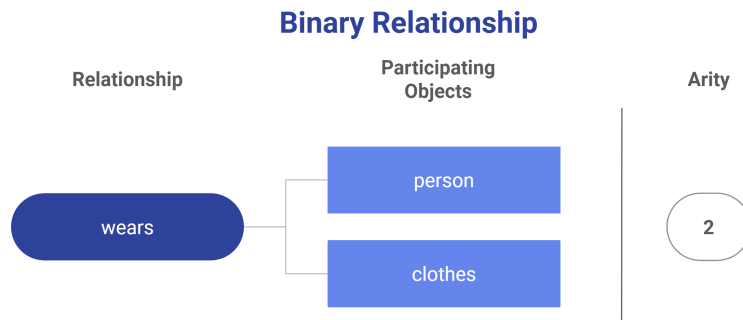 Binary Relationship
Relationship
Participating
Objects
Arity
wears
person
clothes
2